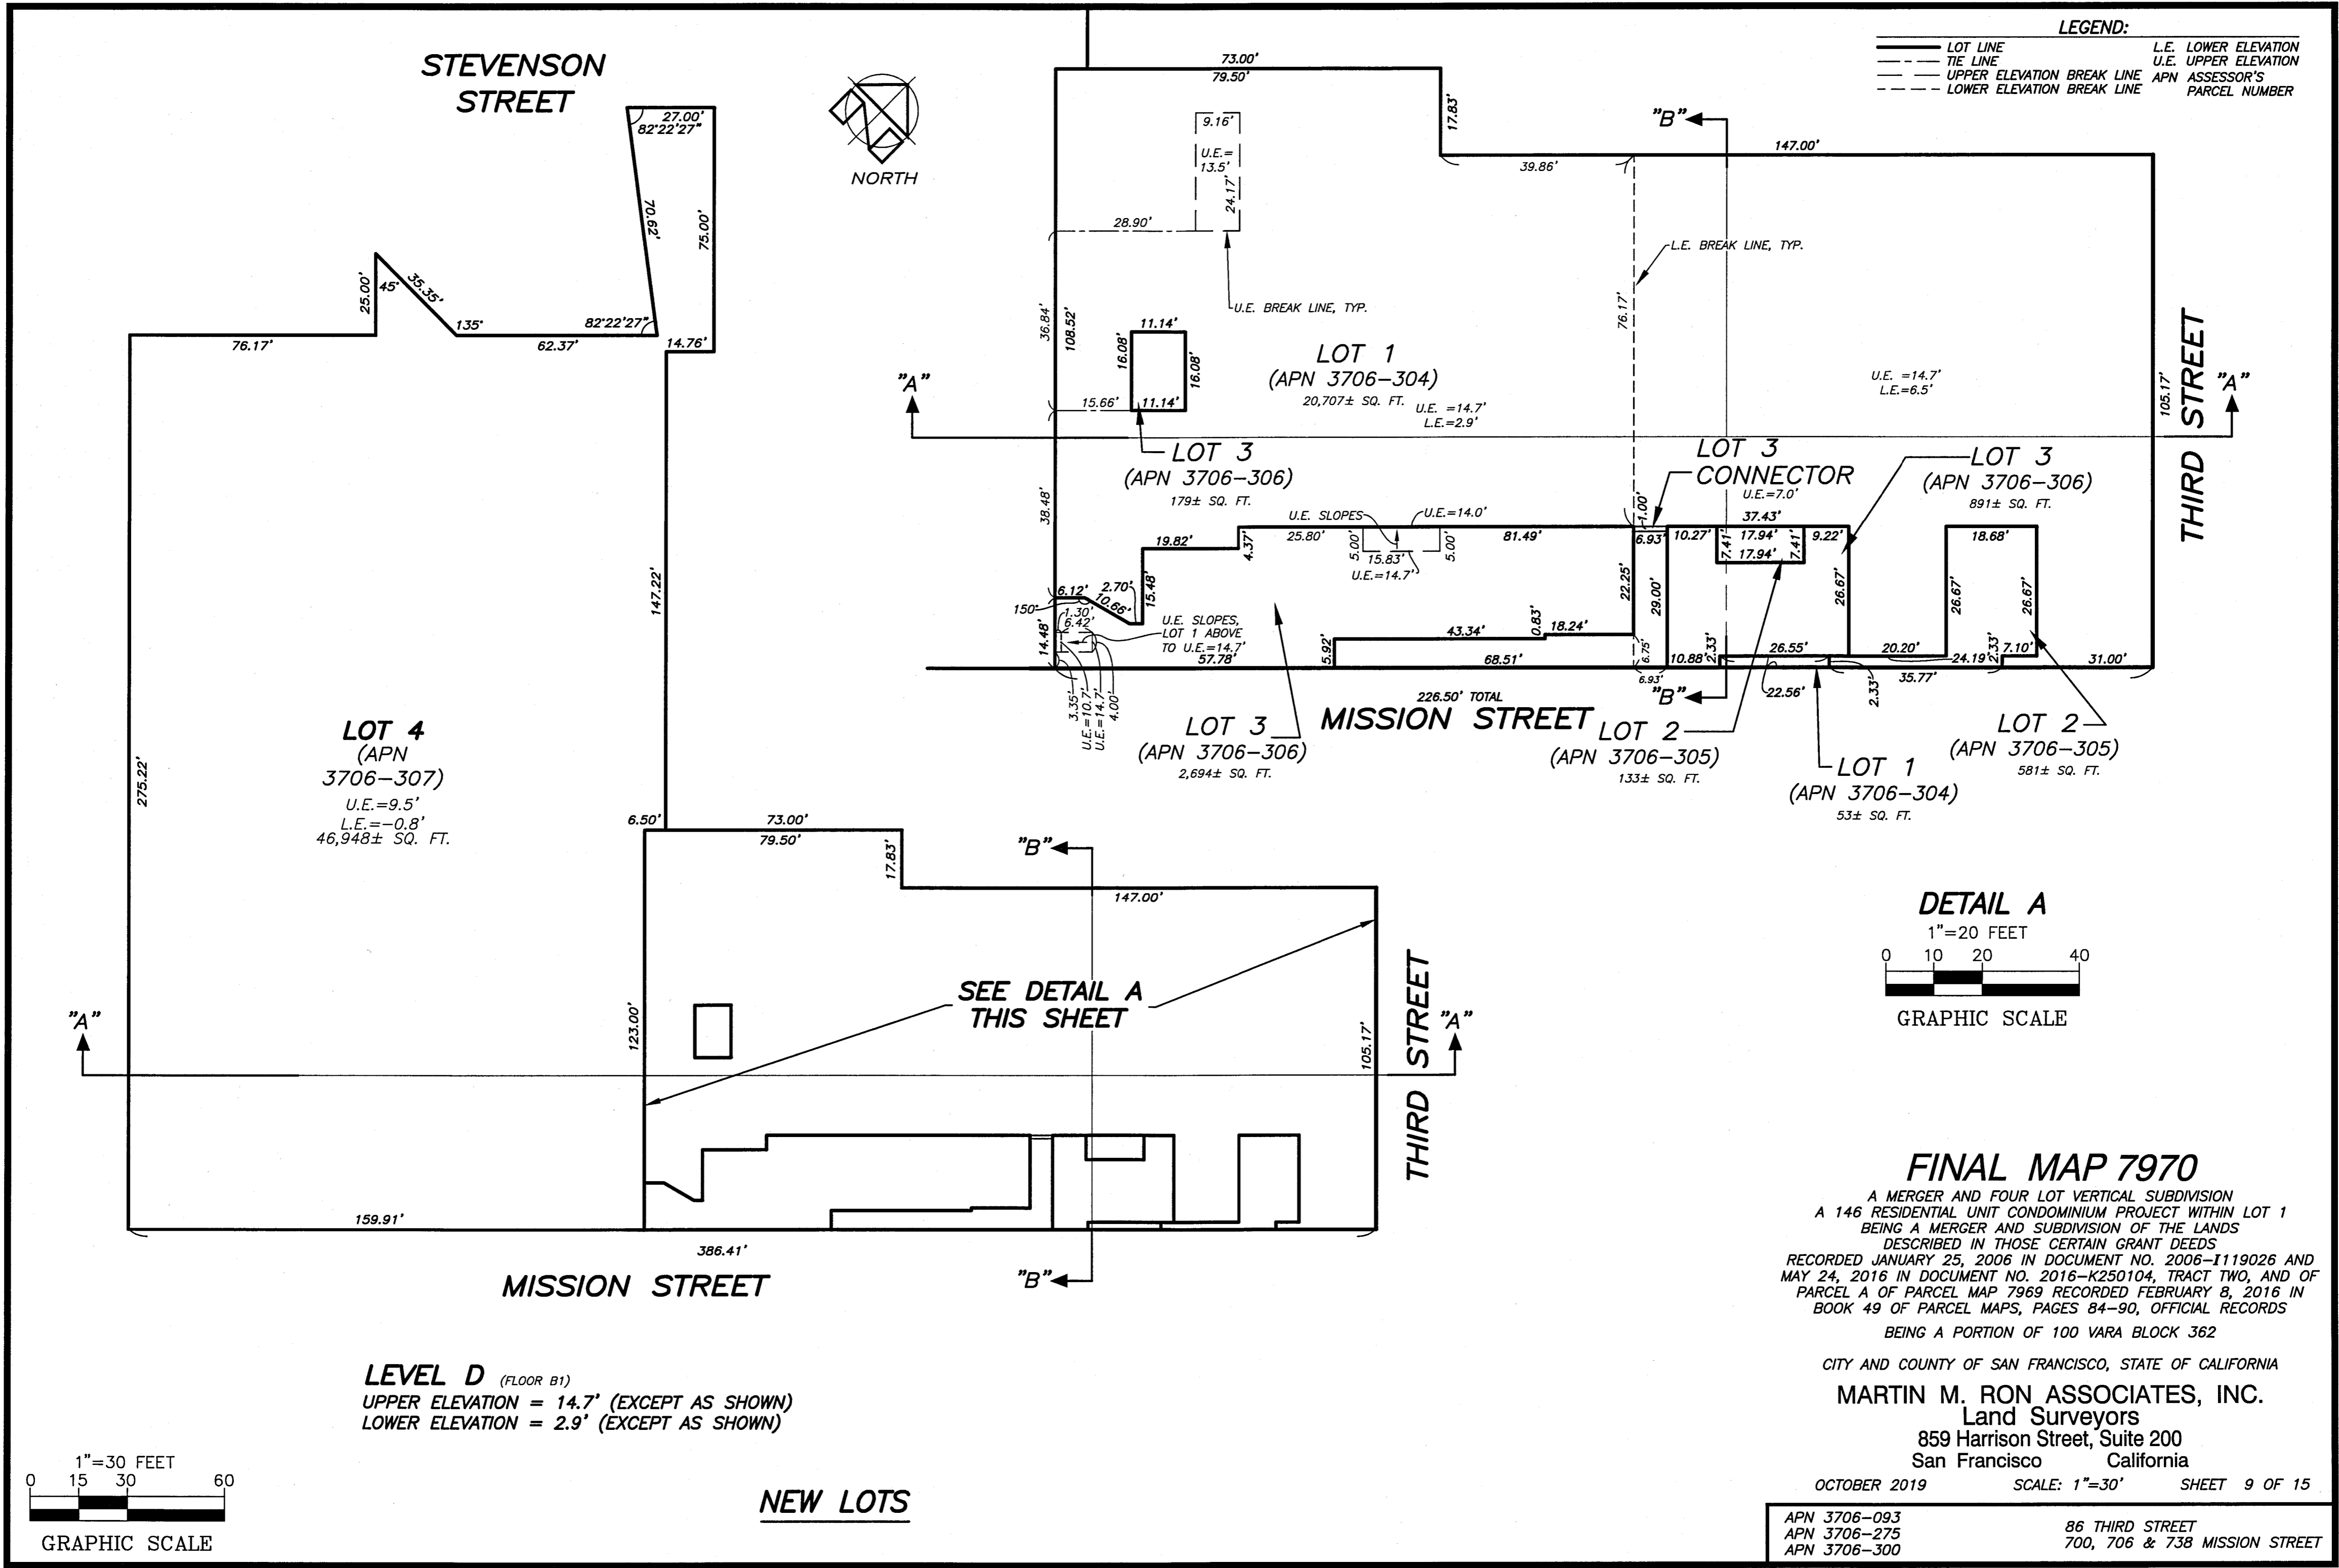 LEGEND:
LOT LINE
TIE LINE
UPPER ELEVATION BREAK LINE
LOWER ELEVATION BREAK LINE
L.E. LOWER ELEVATION
U.E. UPPER ELEVATION
APN ASSESSOR'S
PARCEL NUMBER
STEVENSON
STREET
NORTH
27.00'
82°22'27"
70.62'
75.00'
25.00'
45°
35.35'
135°
82°22'27"
76.17'
62.37'
14.76'
147.22'
275.22'
LOT 4
(APN
3706-307)
U.E.=9.5'
L.E.=-0.8'
46,948± SQ. FT.
6.50'
73.00'
79.50'
17.83'
147.00'
"B"
123.00'
105.17'
SEE DETAIL A
THIS SHEET
"A"
"A"
THIRD STREET
159.91'
386.41'
MISSION STREET
"B"
73.00'
79.50'
17.83'
"B"
147.00'
39.86'
9.16'
U.E.=
13.5'
24.17'
28.90'
L.E. BREAK LINE, TYP.
U.E. BREAK LINE, TYP.
36.84'
108.52'
76.17'
11.14'
16.08'
16.08'
11.14'
15.66'
LOT 1
(APN 3706-304)
20,707± SQ. FT.
U.E. =14.7'
L.E.=2.9'
U.E. =14.7'
L.E.=6.5'
105.17'
THIRD STREET
"A"
"A"
LOT 3
(APN 3706-306)
179± SQ. FT.
LOT 3
CONNECTOR
U.E.=7.0'
LOT 3
(APN 3706-306)
891± SQ. FT.
38.48'
U.E. SLOPES
U.E.=14.0'
1.00'
37.43'
19.82'
4.37'
25.80'
5.00'
15.83'
5.00'
U.E.=14.7'
81.49'
6.93'
10.27'
7.41'
17.94'
17.94'
7.41'
9.22'
18.68'
6.12'
2.70'
10.66'
15.48'
150°
1.30'
6.42'
14.48'
U.E. SLOPES,
LOT 1 ABOVE
TO U.E.=14.7'
22.25'
29.00'
26.67'
26.67'
26.67'
57.78'
5.92'
43.34'
0.83'
18.24'
68.51'
6.75'
6.93'
10.88'
2.33'
26.55'
20.20'
24.19'
2.33'
7.10'
31.00'
3.35'
U.E.=10.7'
U.E.=14.7'
4.00'
22.56'
2.33'
35.77'
226.50' TOTAL
MISSION STREET
"B"
LOT 3
(APN 3706-306)
2,694± SQ. FT.
LOT 2
(APN 3706-305)
133± SQ. FT.
LOT 1
(APN 3706-304)
53± SQ. FT.
LOT 2
(APN 3706-305)
581± SQ. FT.
DETAIL A
1"=20 FEET
0 10 20 40
GRAPHIC SCALE
FINAL MAP 7970
A MERGER AND FOUR LOT VERTICAL SUBDIVISION
A 146 RESIDENTIAL UNIT CONDOMINIUM PROJECT WITHIN LOT 1
BEING A MERGER AND SUBDIVISION OF THE LANDS
DESCRIBED IN THOSE CERTAIN GRANT DEEDS
RECORDED JANUARY 25, 2006 IN DOCUMENT NO. 2006-I119026 AND
MAY 24, 2016 IN DOCUMENT NO. 2016-K250104, TRACT TWO, AND OF
PARCEL A OF PARCEL MAP 7969 RECORDED FEBRUARY 8, 2016 IN
BOOK 49 OF PARCEL MAPS, PAGES 84-90, OFFICIAL RECORDS
BEING A PORTION OF 100 VARA BLOCK 362
CITY AND COUNTY OF SAN FRANCISCO, STATE OF CALIFORNIA
MARTIN M. RON ASSOCIATES, INC.
Land Surveyors
859 Harrison Street, Suite 200
San Francisco California
OCTOBER 2019 SCALE: 1"=30' SHEET 9 OF 15
APN 3706-093
APN 3706-275
APN 3706-300
86 THIRD STREET
700, 706 & 738 MISSION STREET
LEVEL D (FLOOR B1)
UPPER ELEVATION = 14.7' (EXCEPT AS SHOWN)
LOWER ELEVATION = 2.9' (EXCEPT AS SHOWN)
NEW LOTS
1"=30 FEET
0 15 30 60
GRAPHIC SCALE